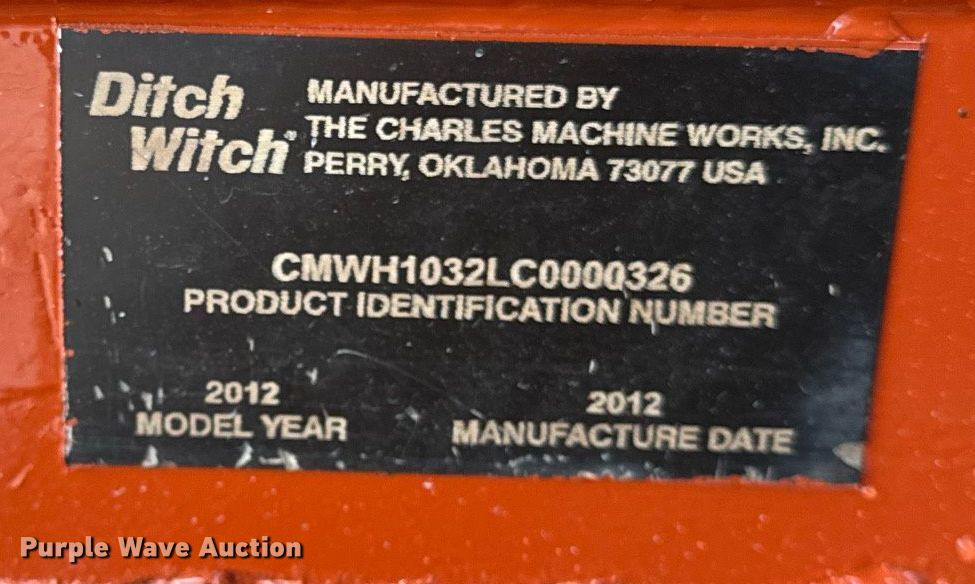 Ditch
Witch®
MANUFACTURED BY
THE CHARLES MACHINE WORKS, INC.
PERRY, OKLAHOMA 73077 USA
CMWH1032LC0000326
PRODUCT IDENTIFICATION NUMBER
2012
MODEL YEAR
2012
MANUFACTURE DATE
Purple Wave Auction